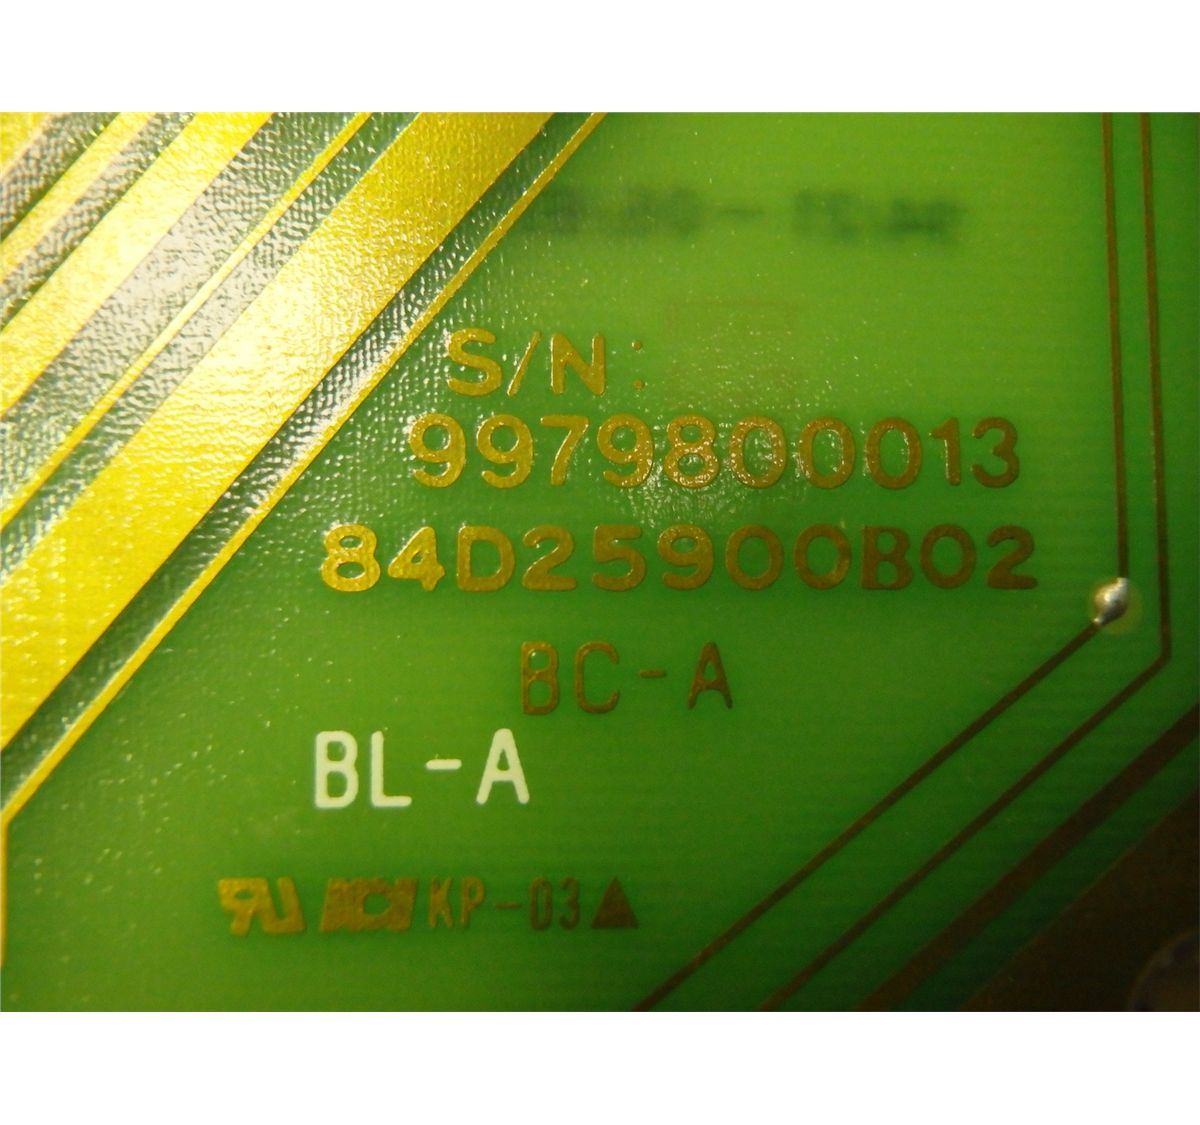 S/N:
9979800013
84D25900B02
BC-A
BL-A
KP-03▲